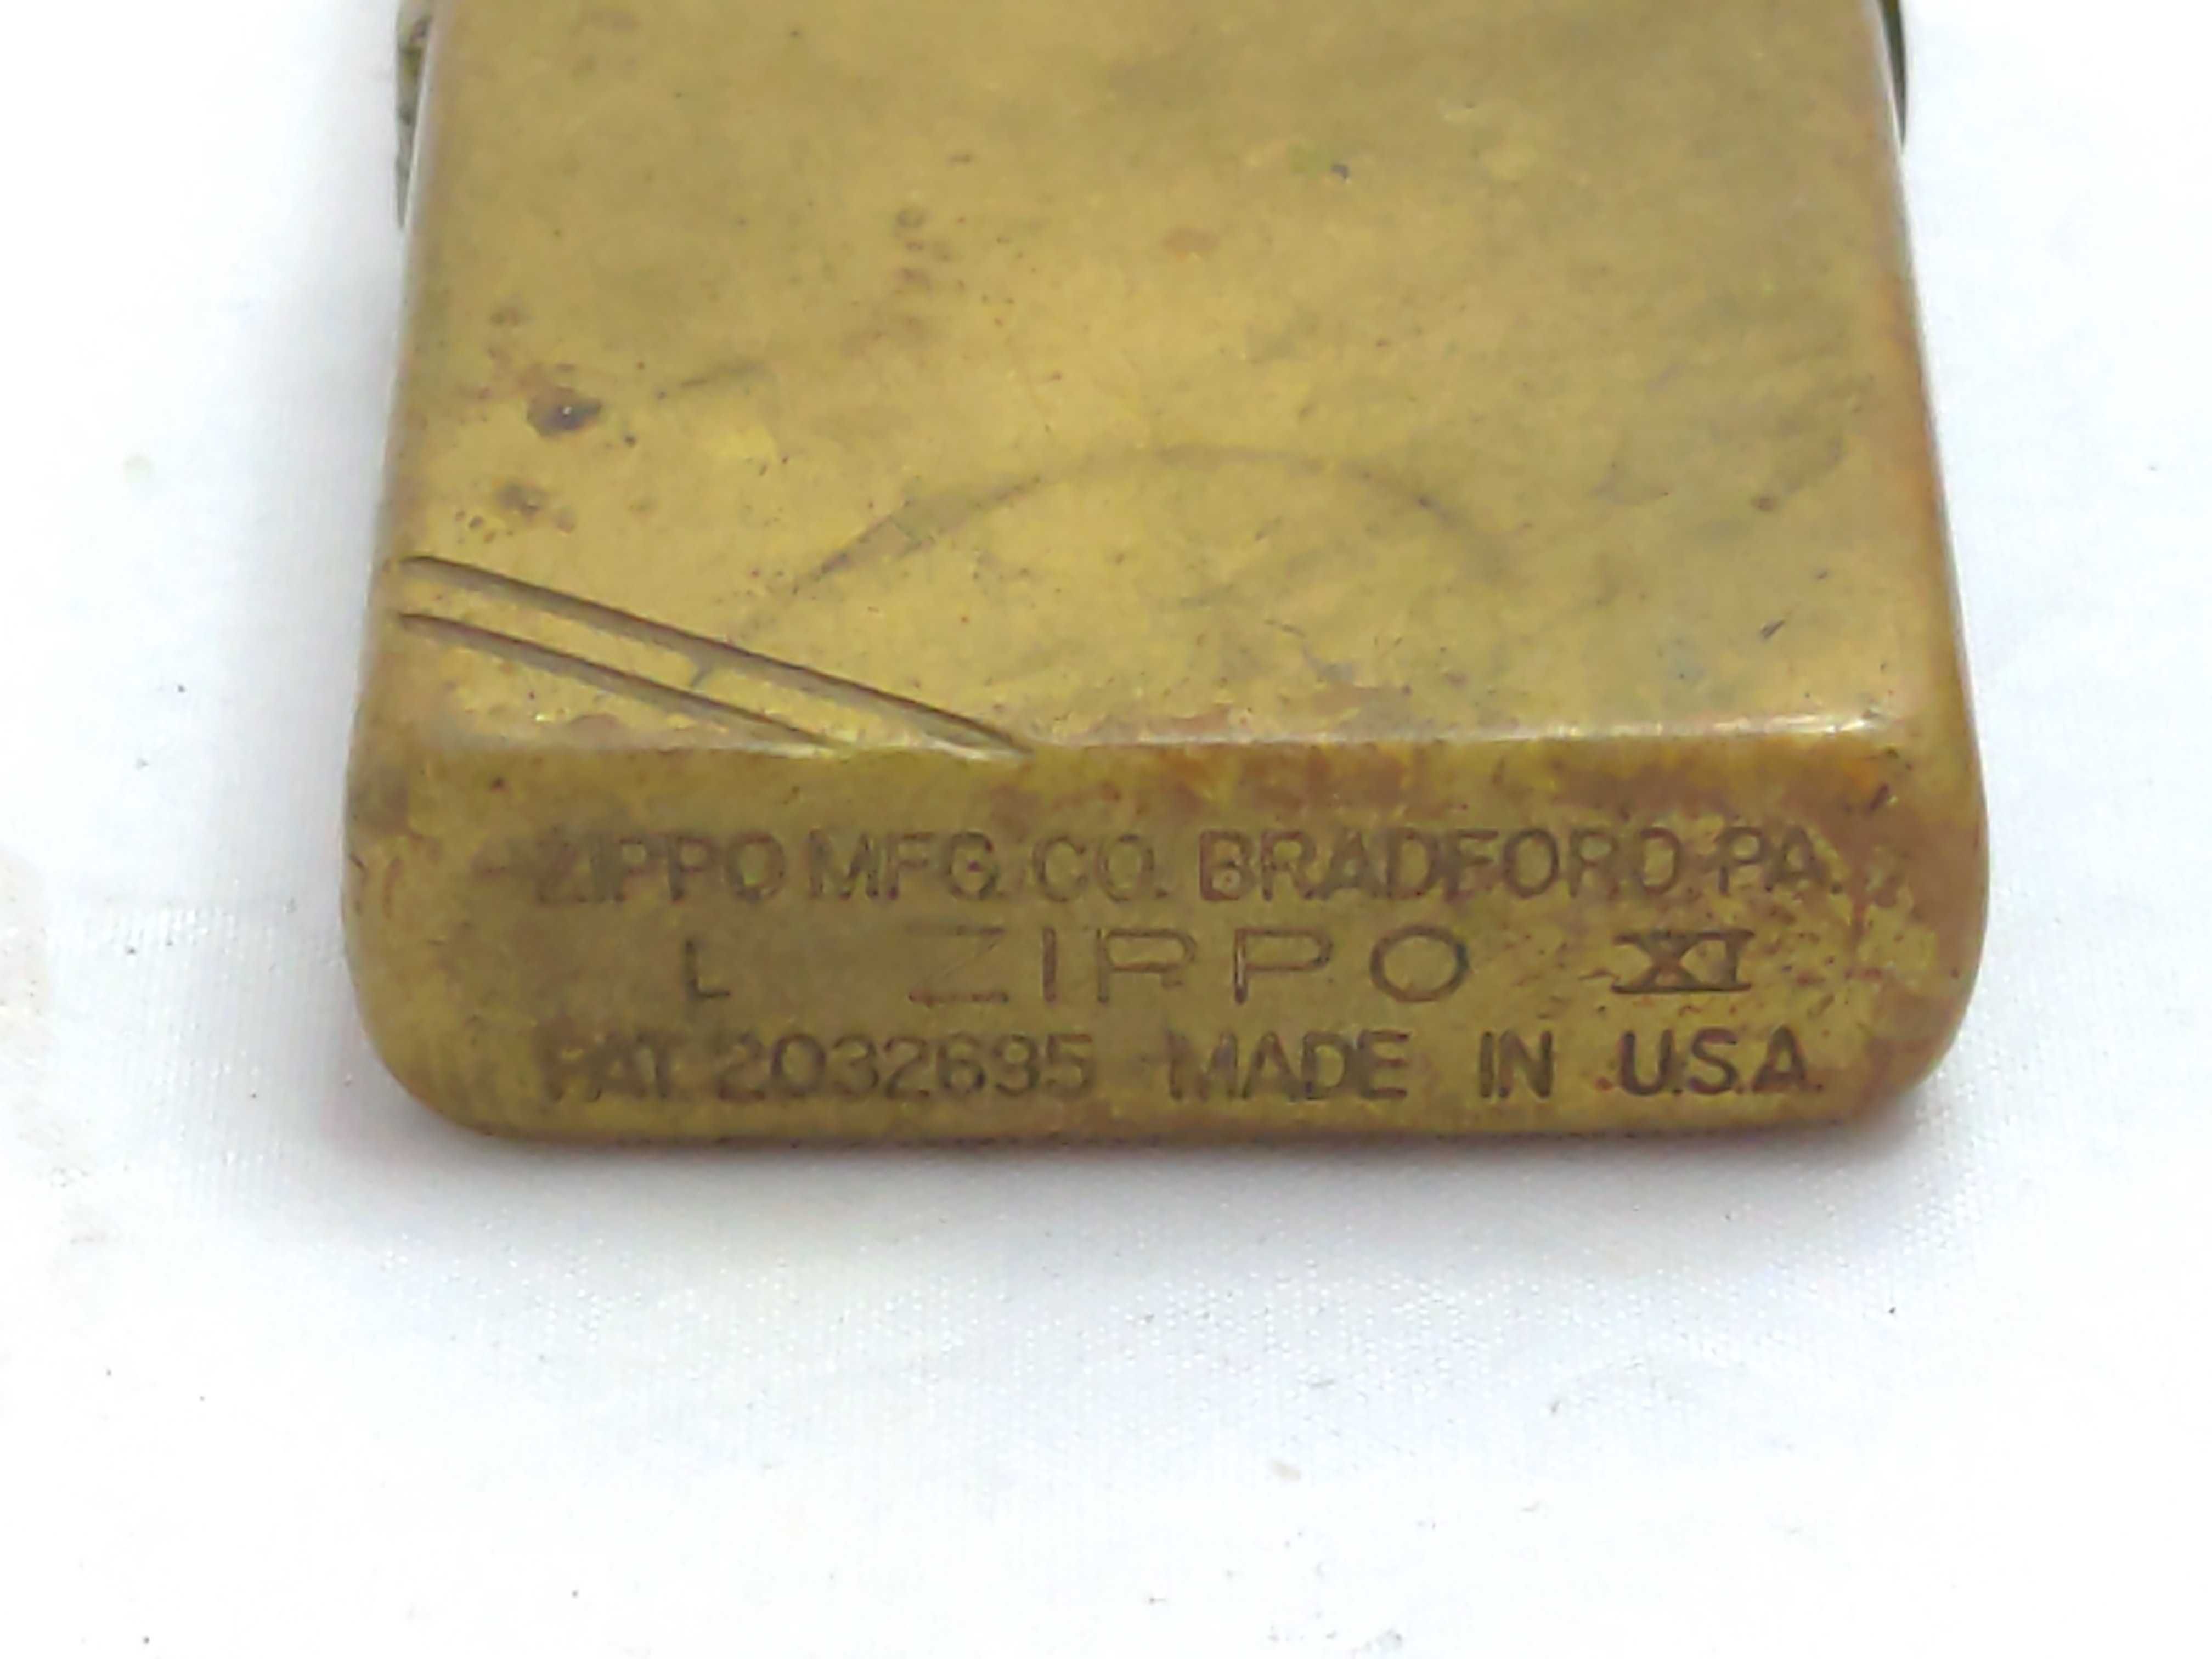 ZIPPO MFG. CO. BRADFORD, PA.
L ZIPPO XI
PAT. 2032695 MADE IN U.S.A.